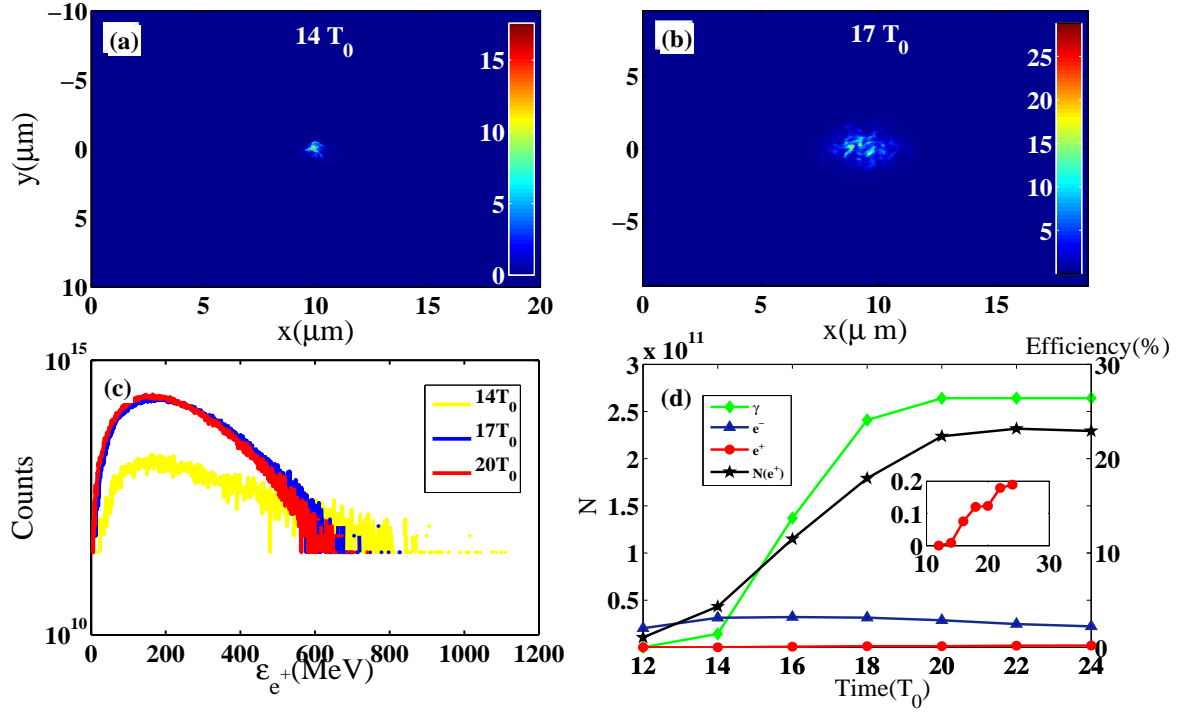 (a)
14 T0
−10
−5
0
5
10
y(μm)
0
5
10
15
20
x(μm)
15
10
5
0
(b)
17 T0
5
0
−5
0
5
10
15
x(μ m)
25
20
15
10
5
(c)
10^15
10^10
Counts
14T0
17T0
20T0
0
200
400
600
800
1000
1200
εe+(MeV)
x 10^11
Efficiency(%)
(d)
3
2.5
2
1.5
1
0.5
N
γ
e−
e+
N(e+)
30
20
10
0
0.2
0.1
0
10
20
30
12
14
16
18
20
22
24
Time(T0)